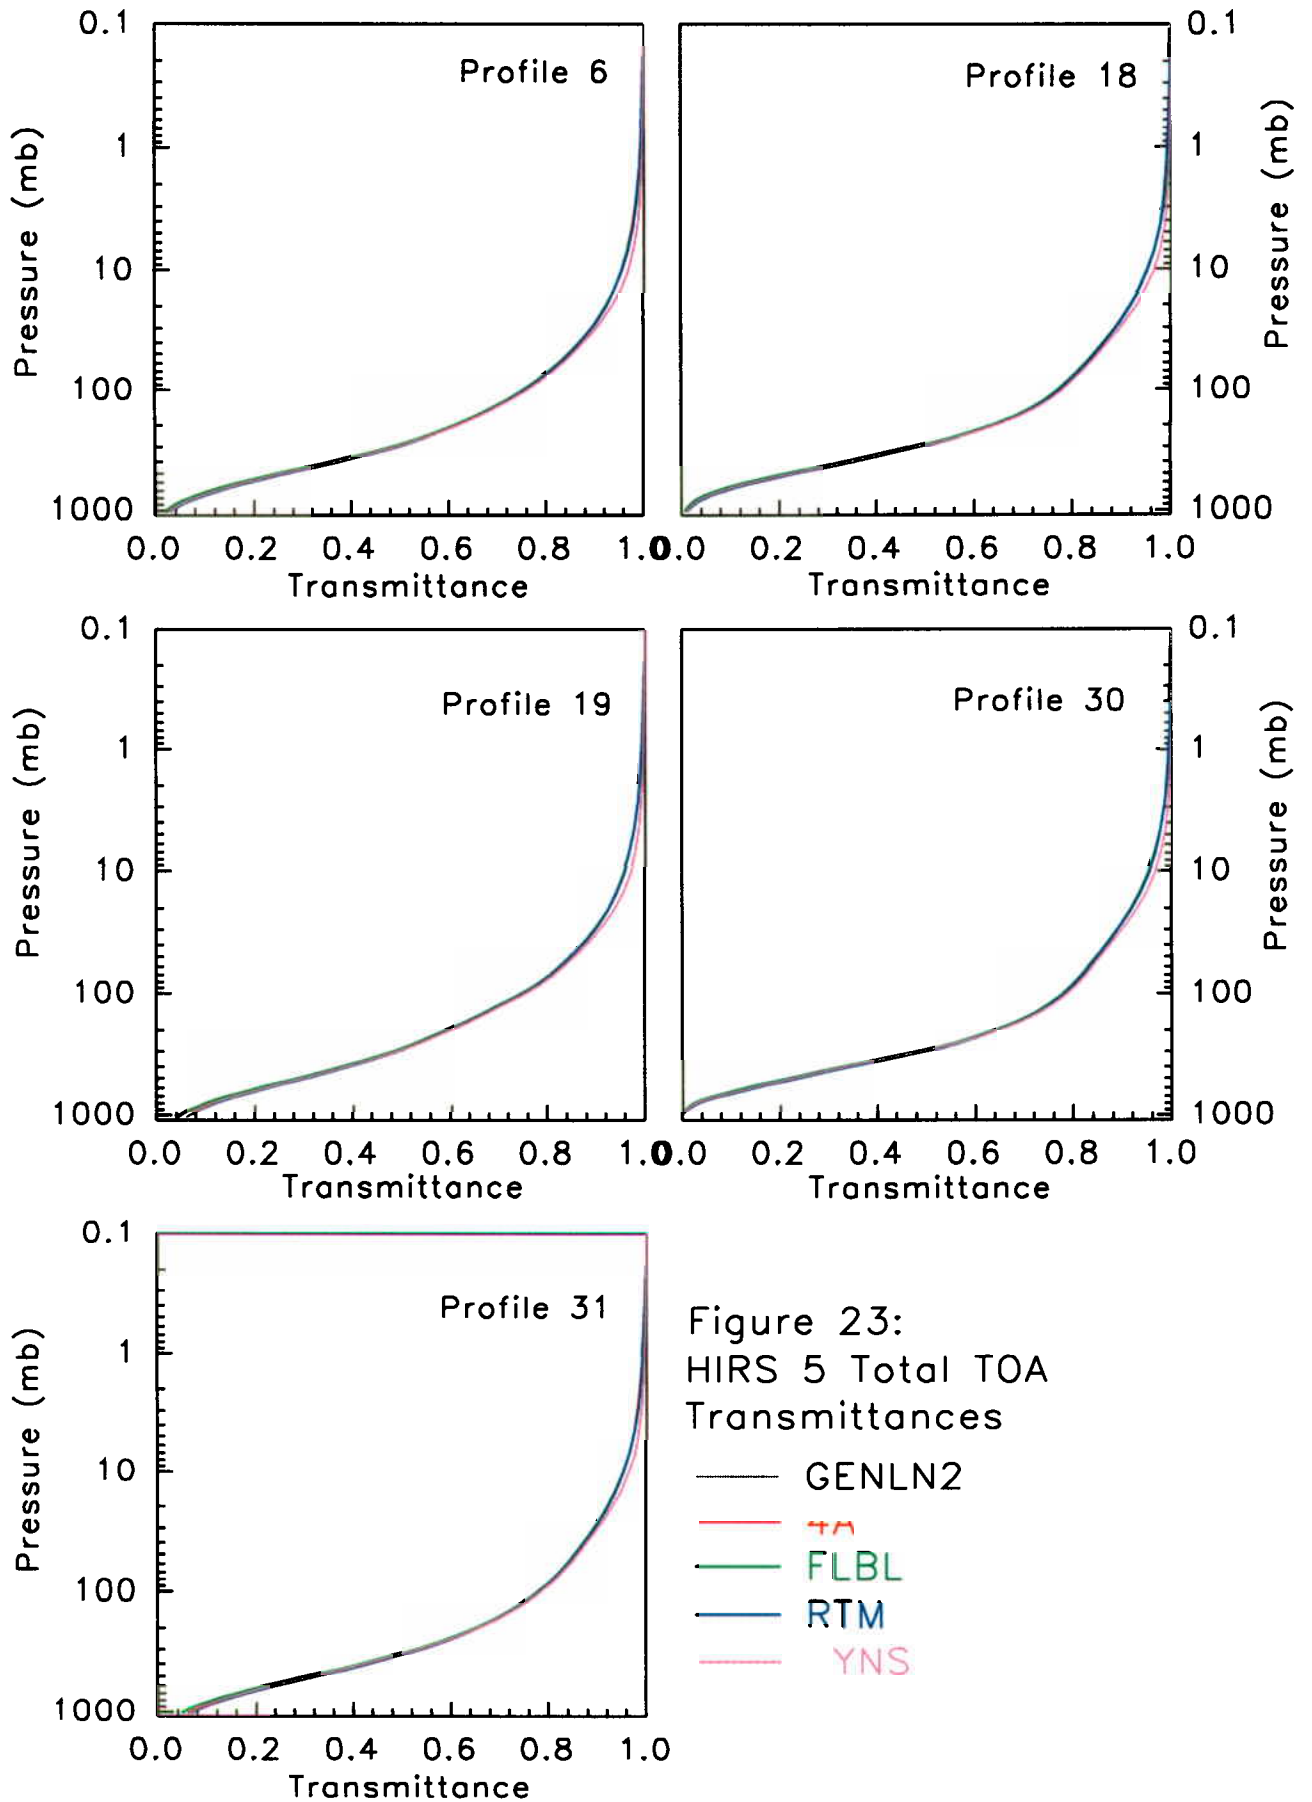 0.1
Profile 6
1
10
100
1000
0.0 0.2 0.4 0.6 0.8 1.0
Transmittance
Pressure (mb)
0.1
Profile 18
1
10
100
1000
0.0 0.2 0.4 0.6 0.8 1.0
Transmittance
Pressure (mb)
0.1
Profile 19
1
10
100
1000
0.0 0.2 0.4 0.6 0.8 1.0
Transmittance
Pressure (mb)
0.1
Profile 30
1
10
100
1000
0.0 0.2 0.4 0.6 0.8 1.0
Transmittance
Pressure (mb)
0.1
Profile 31
1
10
100
1000
0.0 0.2 0.4 0.6 0.8 1.0
Transmittance
Pressure (mb)
Figure 23:
HIRS 5 Total TOA
Transmittances
GENLN2
4A
FLBL
RTM
YNS